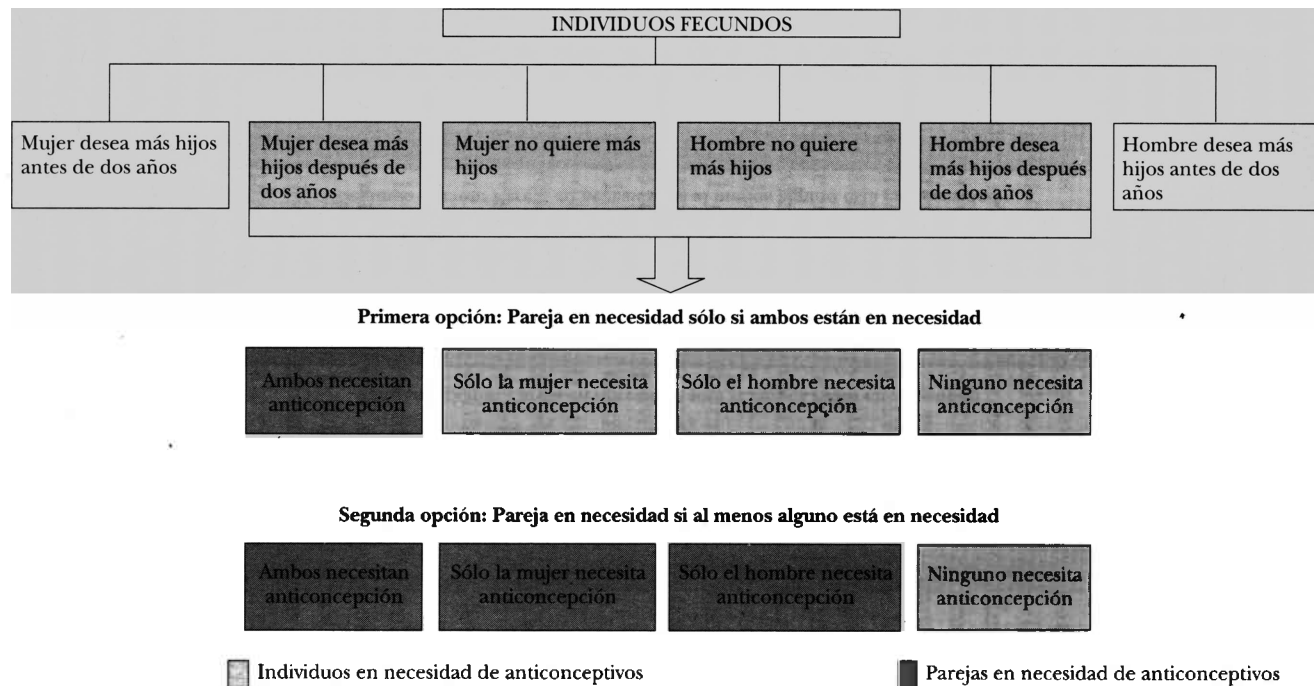 INDIVIDUOS FECUNDOS
Mujer desea más hijos
antes de dos años
Mujer desea más
hijos después de
dos años
Mujer no quiere más
hijos
Hombre no quiere
más hijos
Hombre desea
más hijos después
de dos años
Hombre desea más
hijos antes de dos
años
Primera opción: Pareja en necesidad sólo si ambos están en necesidad
Ambos necesitan
anticoncepción
Sólo la mujer necesita
anticoncepción
Sólo el hombre necesita
anticoncepción
Ninguno necesita
anticoncepción
Segunda opción: Pareja en necesidad si al menos alguno está en necesidad
Ambos necesitan
anticoncepción
Sólo la mujer necesita
anticoncepción
Sólo el hombre necesita
anticoncepción
Ninguno necesita
anticoncepción
Individuos en necesidad de anticonceptivos
Parejas en necesidad de anticonceptivos